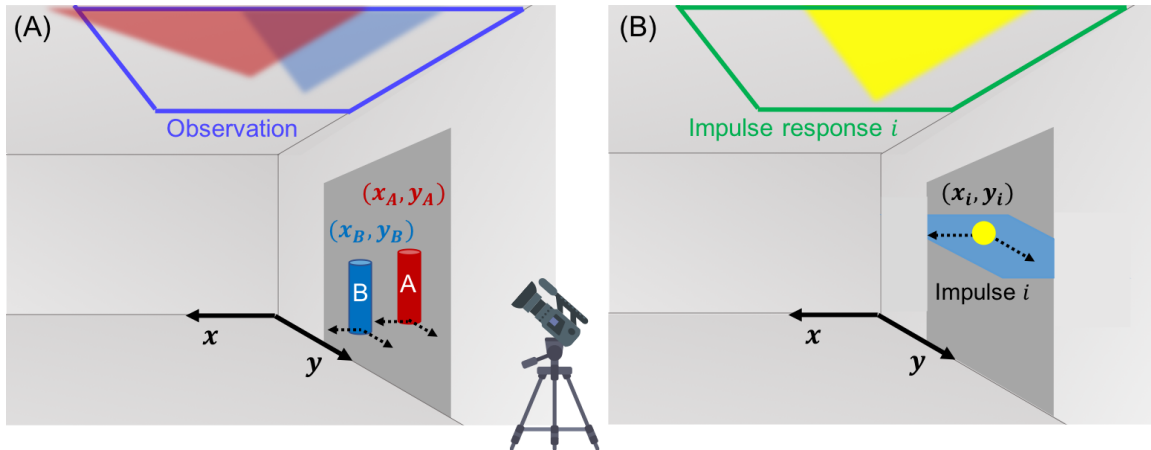 (A)
Observation
(x_A, y_A)
(x_B, y_B)
B
A
x
y
(B)
Impulse response i
(x_i, y_i)
Impulse i
x
y